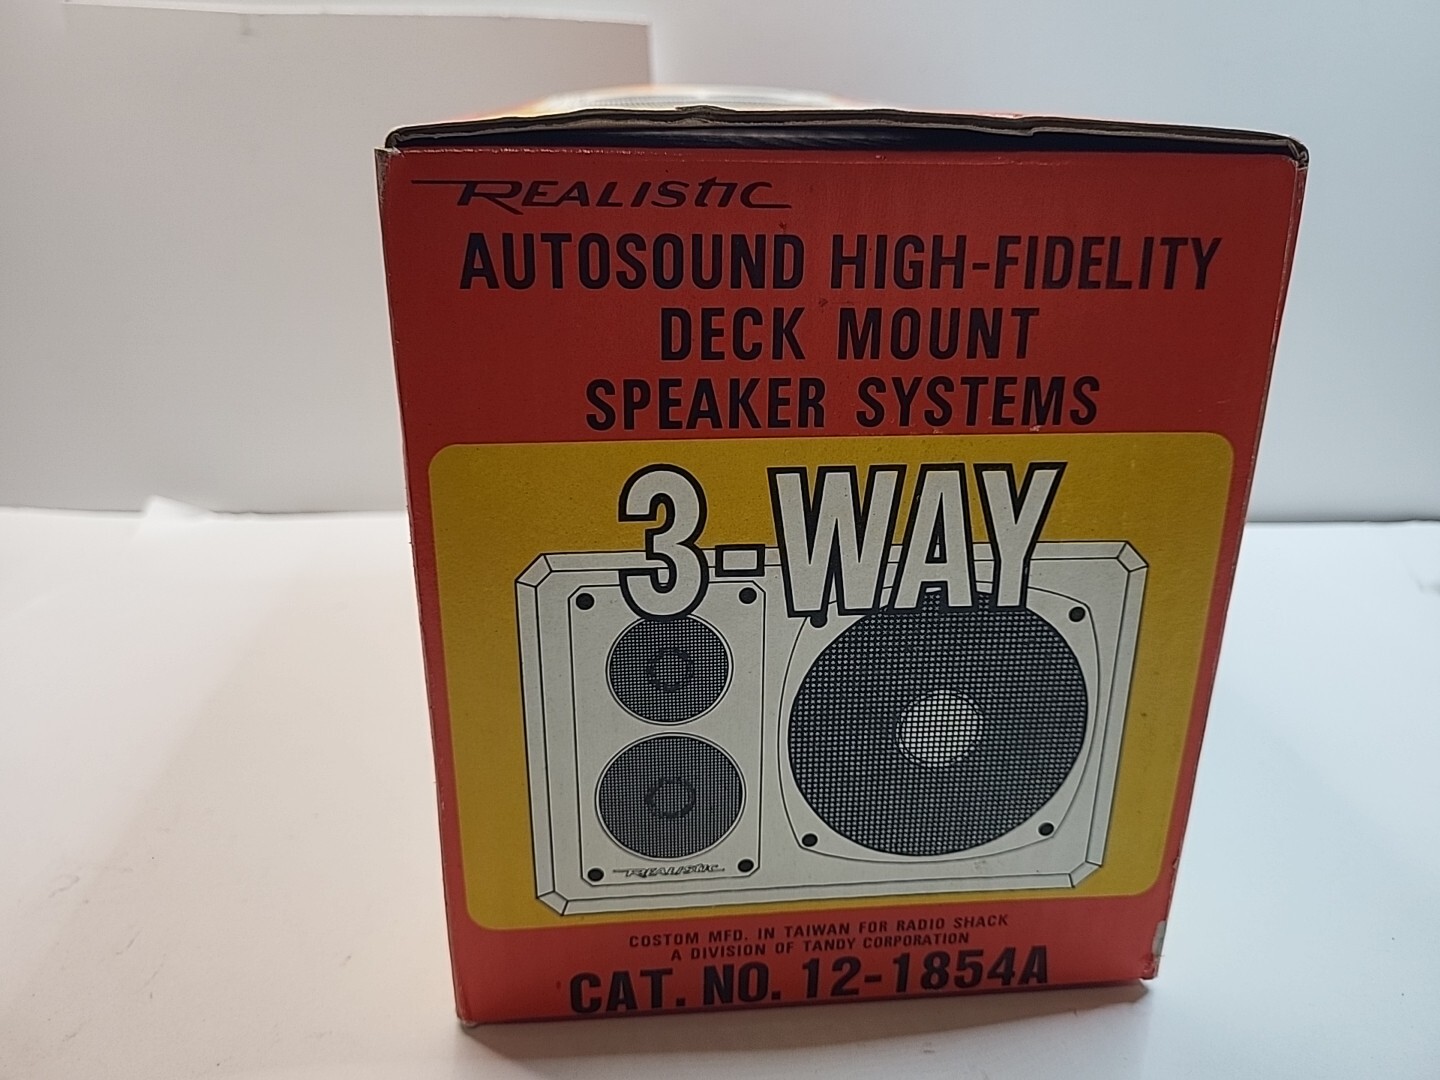 REALISTIC
AUTOSOUND HIGH-FIDELITY
DECK MOUNT
SPEAKER SYSTEMS
3-WAY
REALISTIC
COSTOM MFD. IN TAIWAN FOR RADIO SHACK
A DIVISION OF TANDY CORPORATION
CAT. NO. 12-1854A